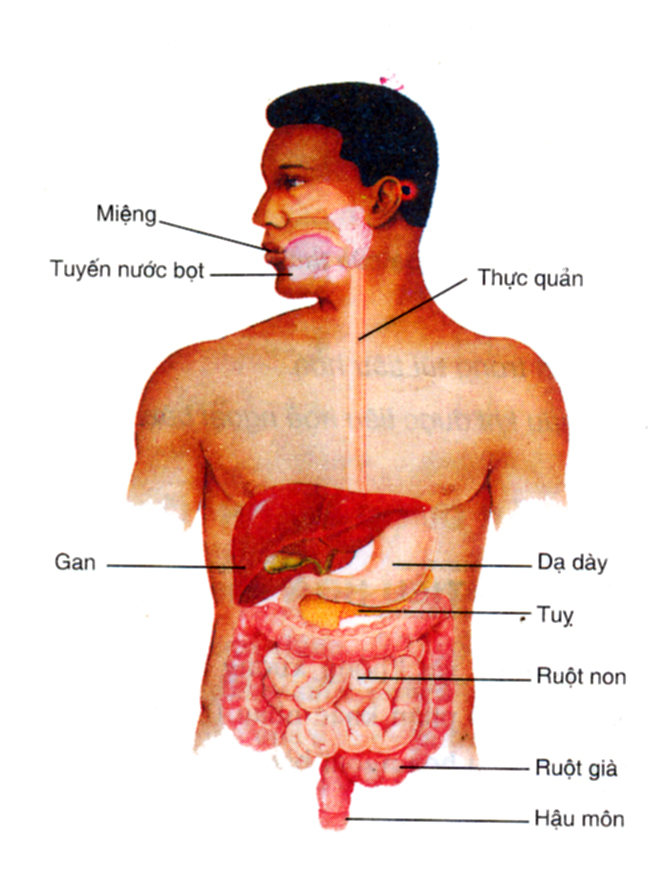 Miệng
Tuyến nước bọt
Thực quản
Gan
Dạ dày
Tuỵ
Ruột non
Ruột già
Hậu môn